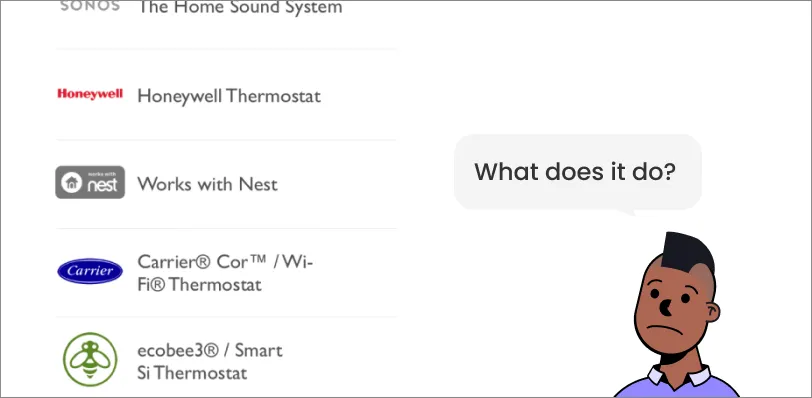 SONOS The Home Sound System
Honeywell Honeywell Thermostat
works with
nest Works with Nest
What does it do?
Carrier Carrier® Cor™ / Wi-
Fi® Thermostat
ecobee3® / Smart
Si Thermostat